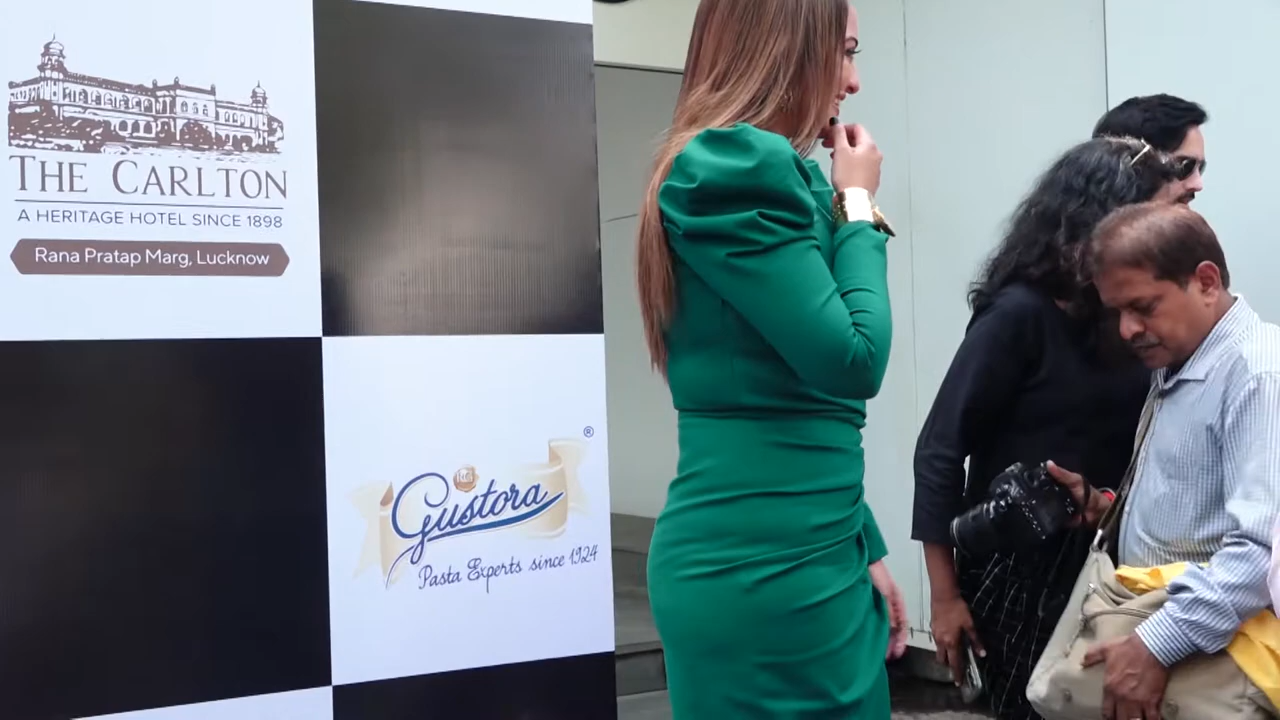 THE CARLTON
A HERITAGE HOTEL SINCE 1898
Rana Pratap Marg, Lucknow
Gustora
®
Pasta Experts since 1924